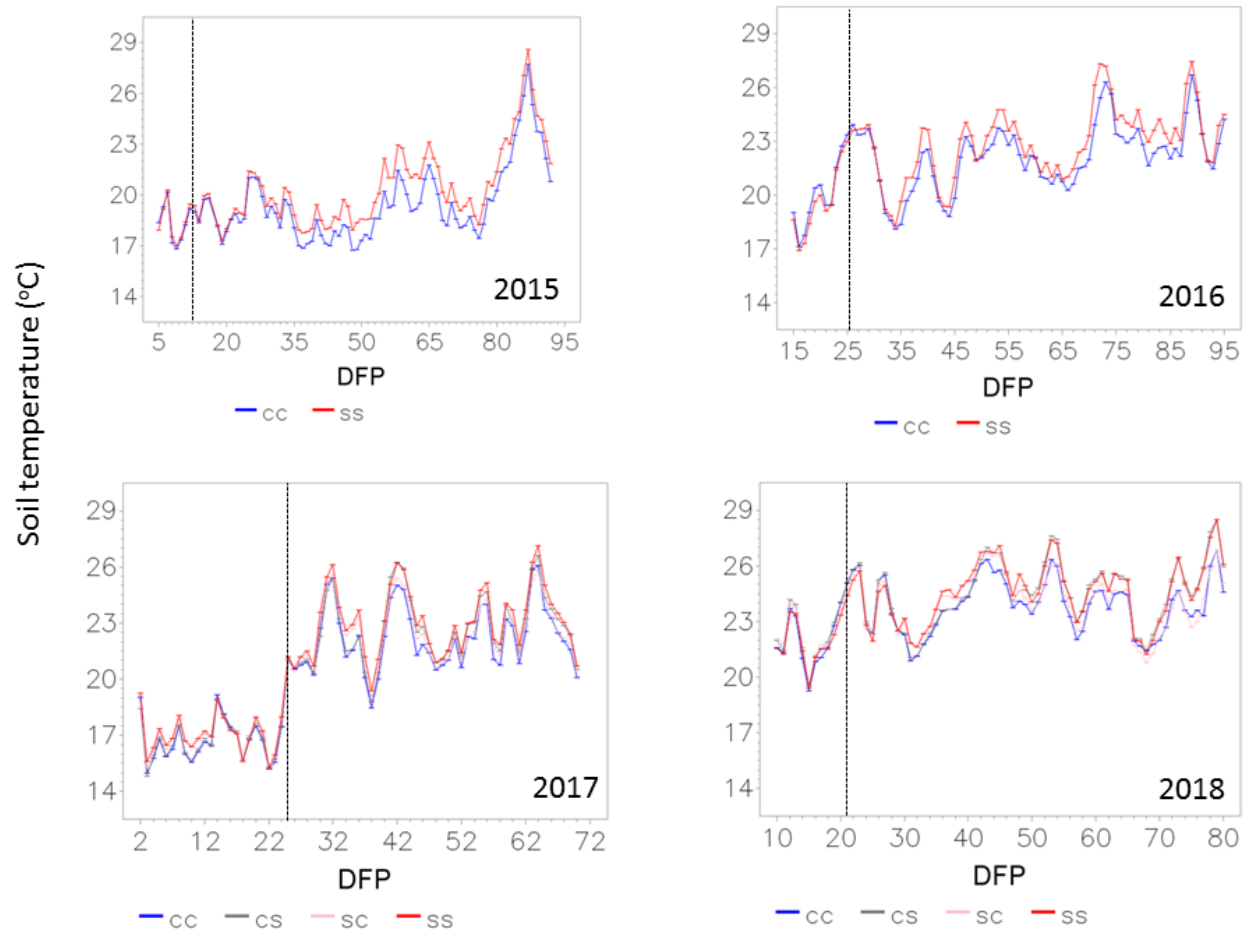 Soil temperature (°C)
29
26
23
20
17
14
2015
5 20 35 50 65 80 95
DFP
CC SS
29
26
23
20
17
14
2016
15 25 35 45 55 65 75 85 95
DFP
CC SS
29
26
23
20
17
14
2017
2 12 22 32 42 52 62 72
DFP
CC CS SC SS
29
26
23
20
17
14
2018
10 20 30 40 50 60 70 80
DFP
CC CS SC SS